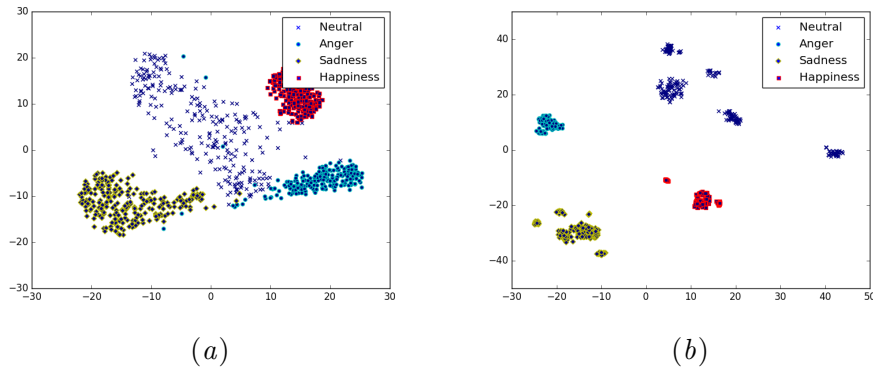 30
20
10
0
−10
−20
−30
−30 −20 −10 0 10 20 30
Neutral
Anger
Sadness
Happiness
(a)
40
20
0
−20
−40
−30 −20 −10 0 10 20 30 40 50
Neutral
Anger
Sadness
Happiness
(b)